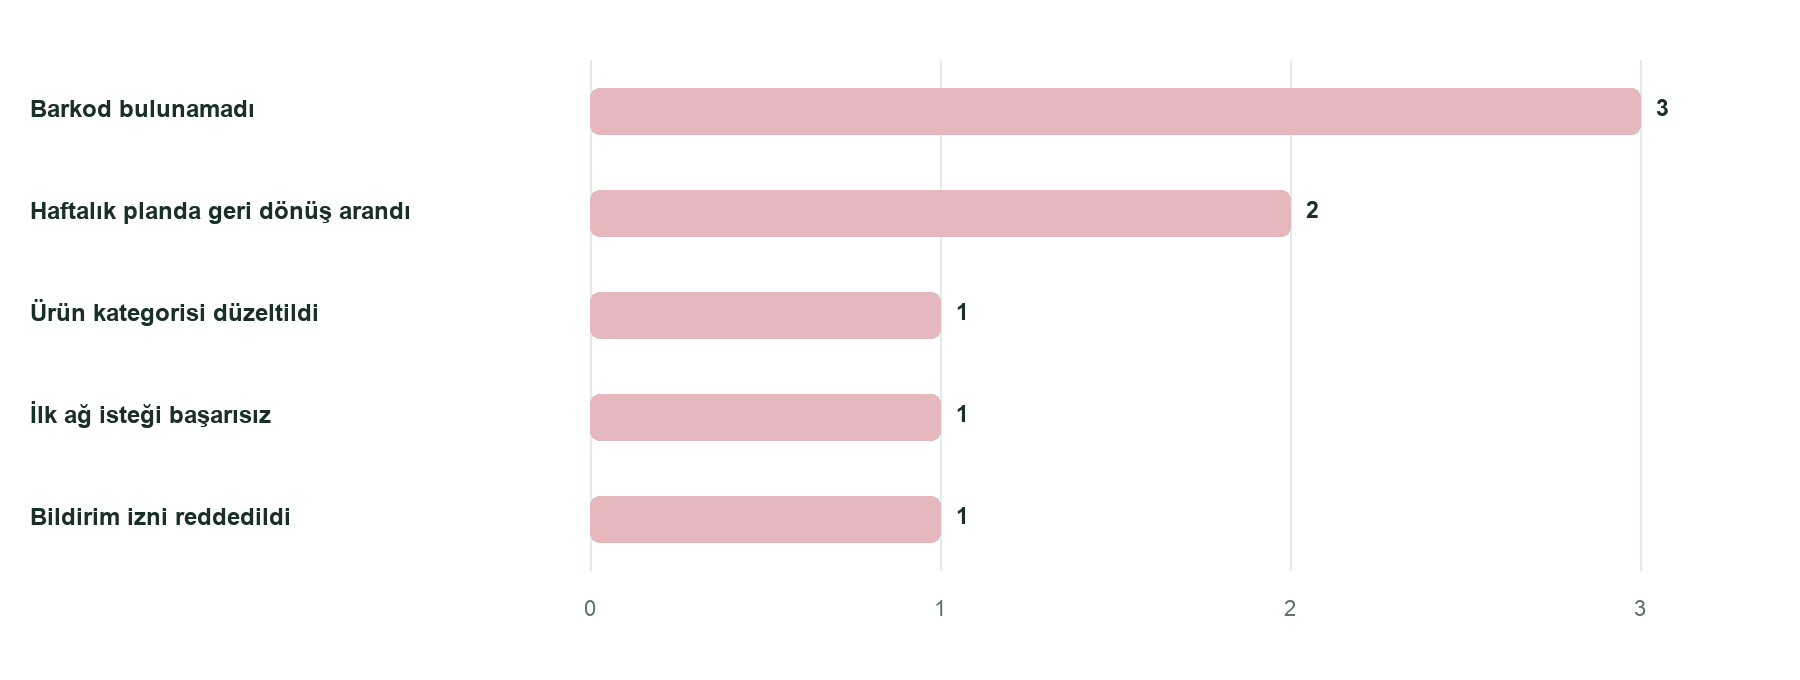 Barkod bulunamadı 3
Haftalık planda geri dönüş arandı 2
Ürün kategorisi düzeltildi 1
İlk ağ isteği başarısız 1
Bildirim izni reddedildi 1
0 1 2 3